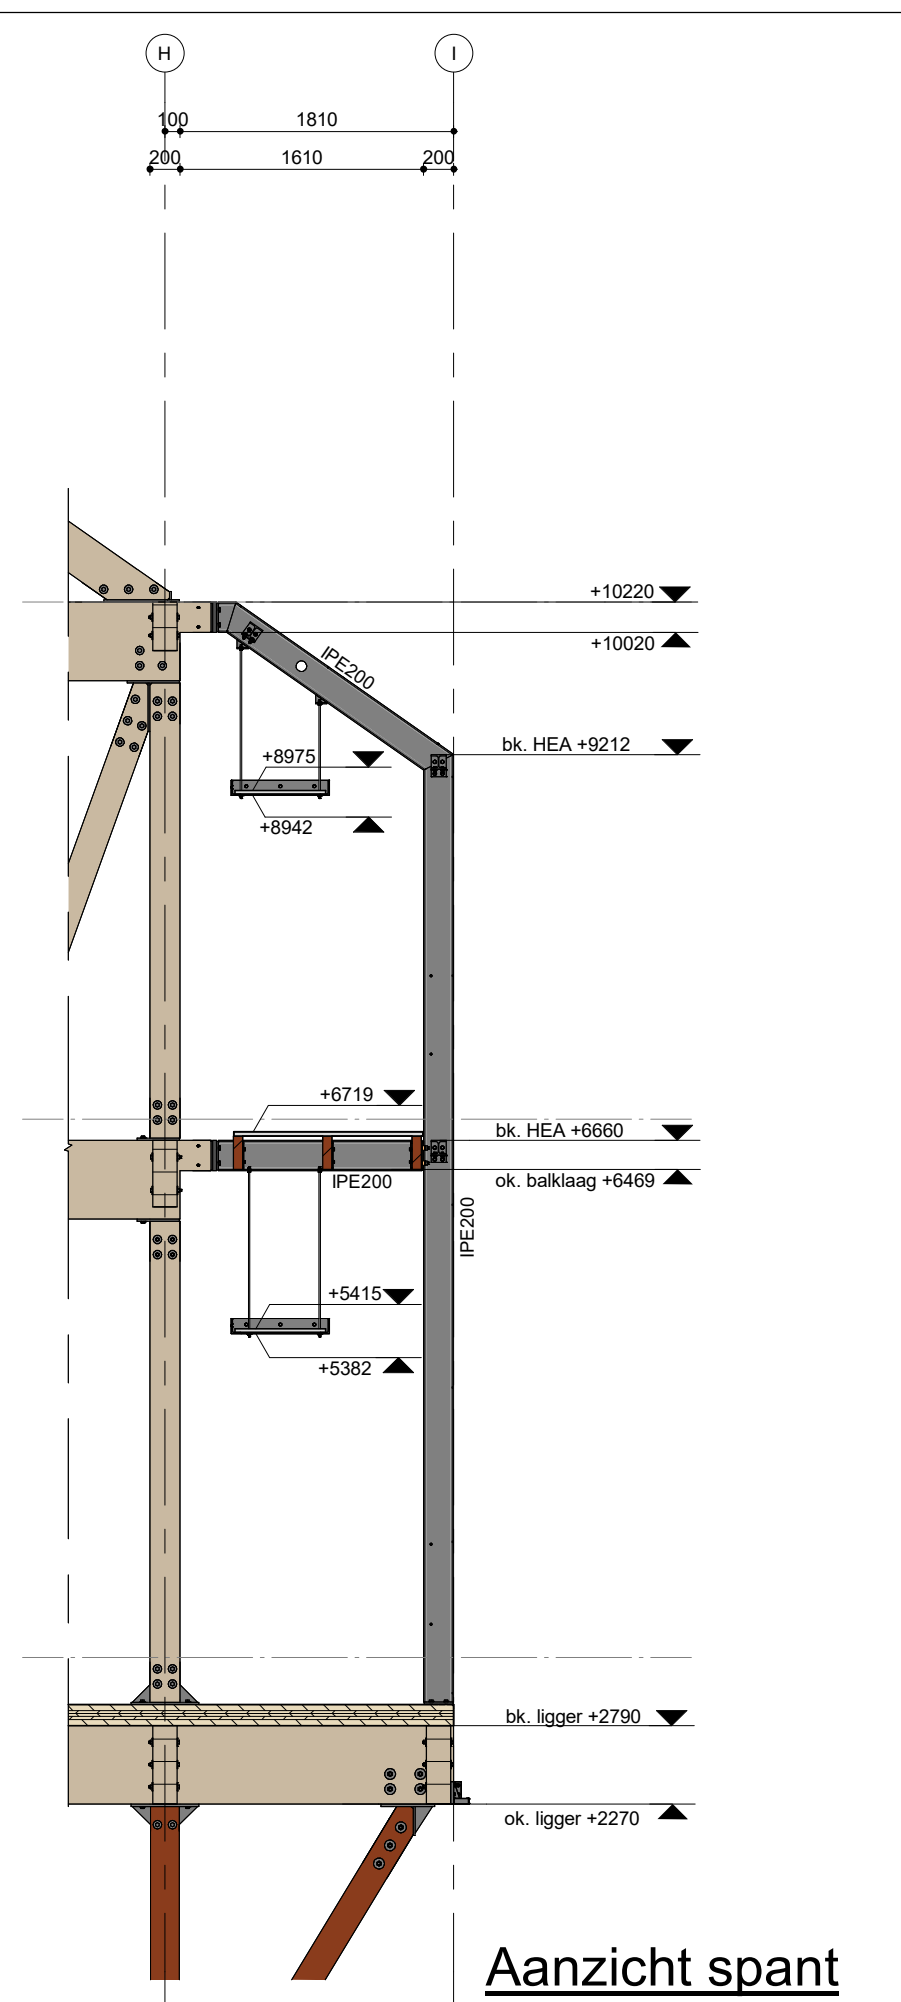 H
I
100
1810
200
1610
200
+10220
+10020
IPE200
bk. HEA +9212
+8975
+8942
+6719
bk. HEA +6660
ok. balklaag +6469
IPE200
IPE200
+5415
+5382
bk. ligger +2790
ok. ligger +2270
Aanzicht spant